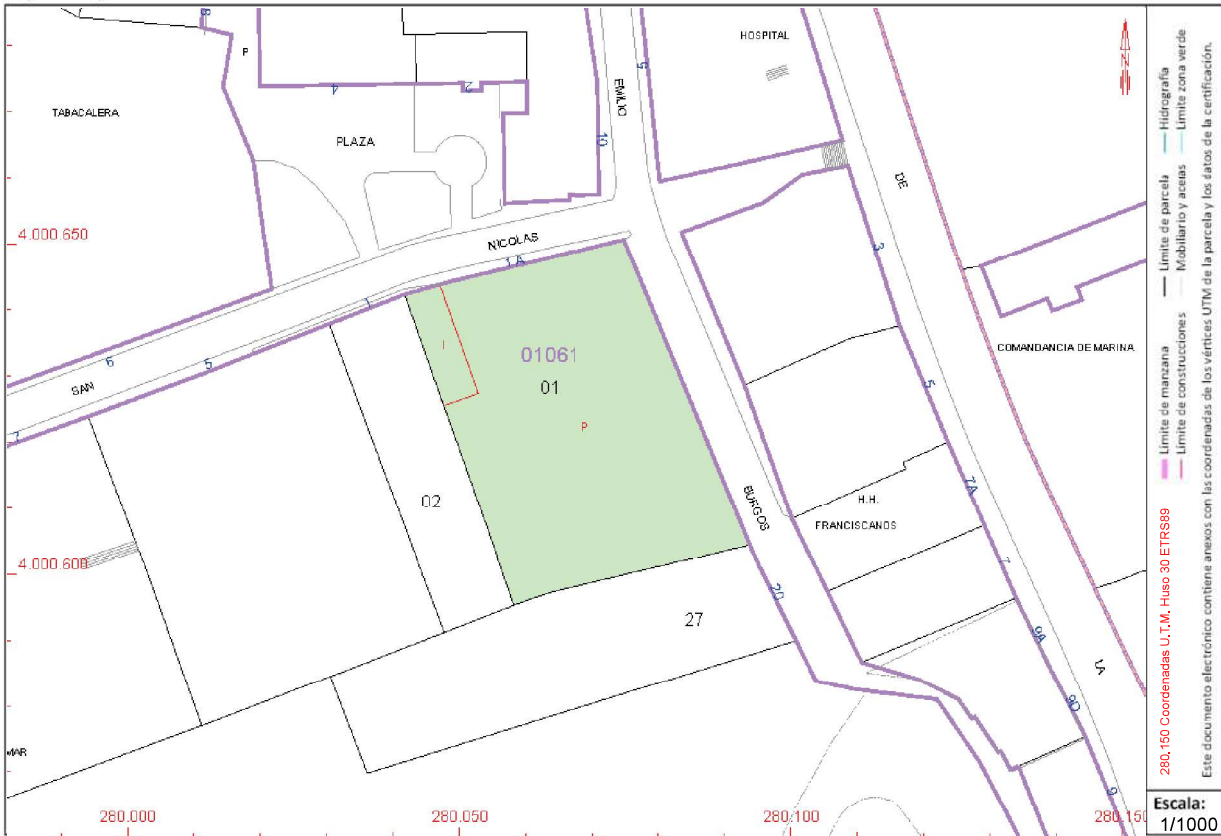 8
P
HOSPITAL
TABACALERA
4
2
PLAZA
EMILIO
5
10
DE
3
4.000.650
NICOLAS
1A
1
01061
01
I
P
COMANDANCIA DE MARINA
6
5
SAN
7
5
02
BURGOS
7A
H.H.
FRANCISCANOS
7
4.000.600
20
27
9A
LA
9D
MAR
9
280.000
280.050
280.100
280.150
N
Límite de manzana
Límite de parcela
Hidrografía
Límite de construcciones
Mobiliario y aceras
Límite zona verde
280.150 Coordenadas U.T.M. Huso 30 ETRS89
Este documento electrónico contiene anexos con las coordenadas de los vértices UTM de la parcela y los datos de la certificación.
Escala:
1/1000